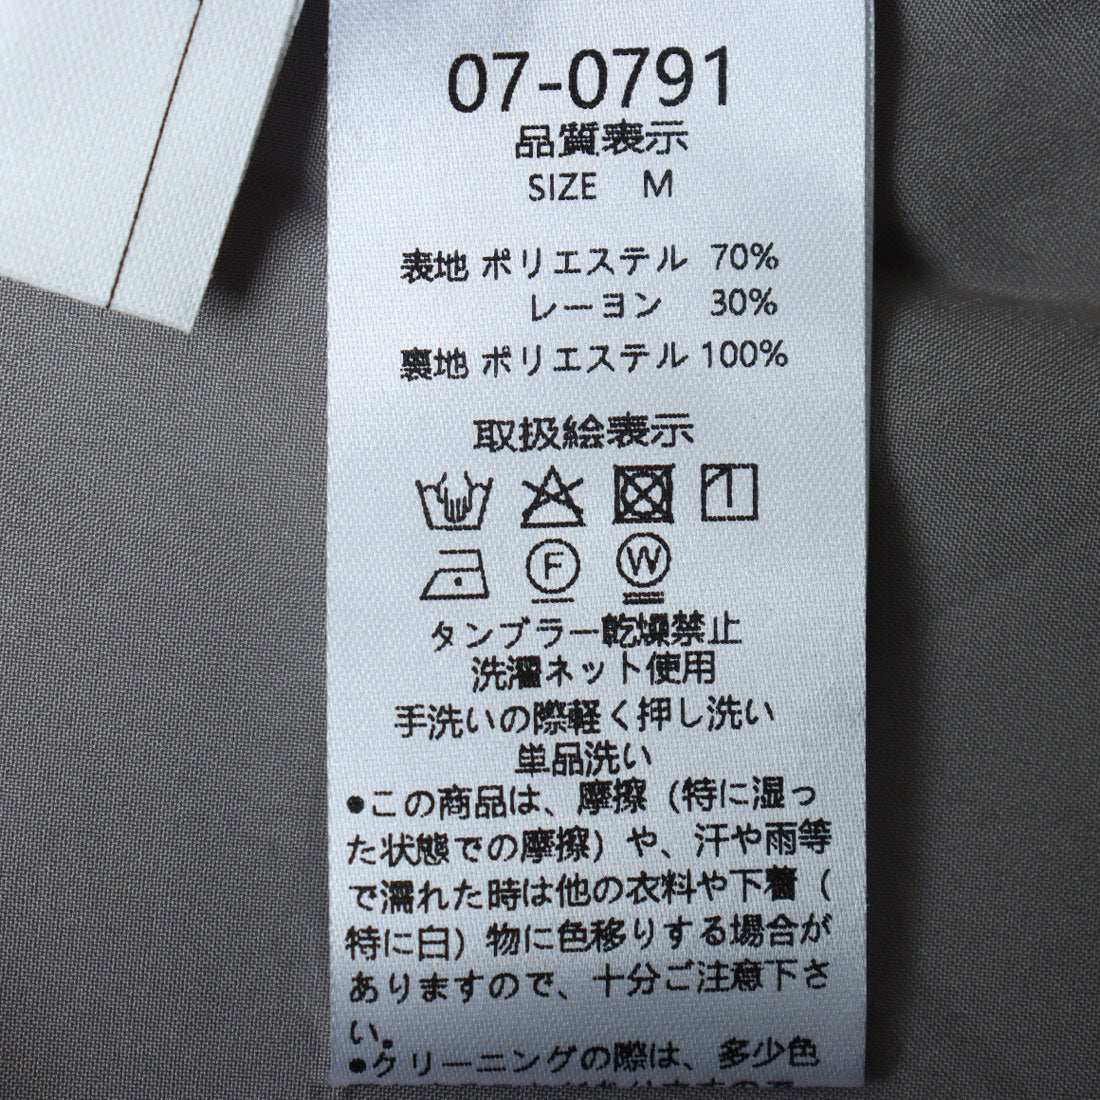 07-0791
品質表示
SIZE M
表地 ポリエステル 70%
レーヨン 30%
裏地 ポリエステル 100%
取扱絵表示
F W
タンブラー乾燥禁止
洗濯ネット使用
手洗いの際軽く押し洗い
単品洗い
●この商品は、摩擦（特に湿っ
た状態での摩擦）や、汗や雨等
で濡れた時は他の衣料や下着（
特に白）物に色移りする場合が
ありますので、十分ご注意下さ
い。
●クリーニングの際は、多少色